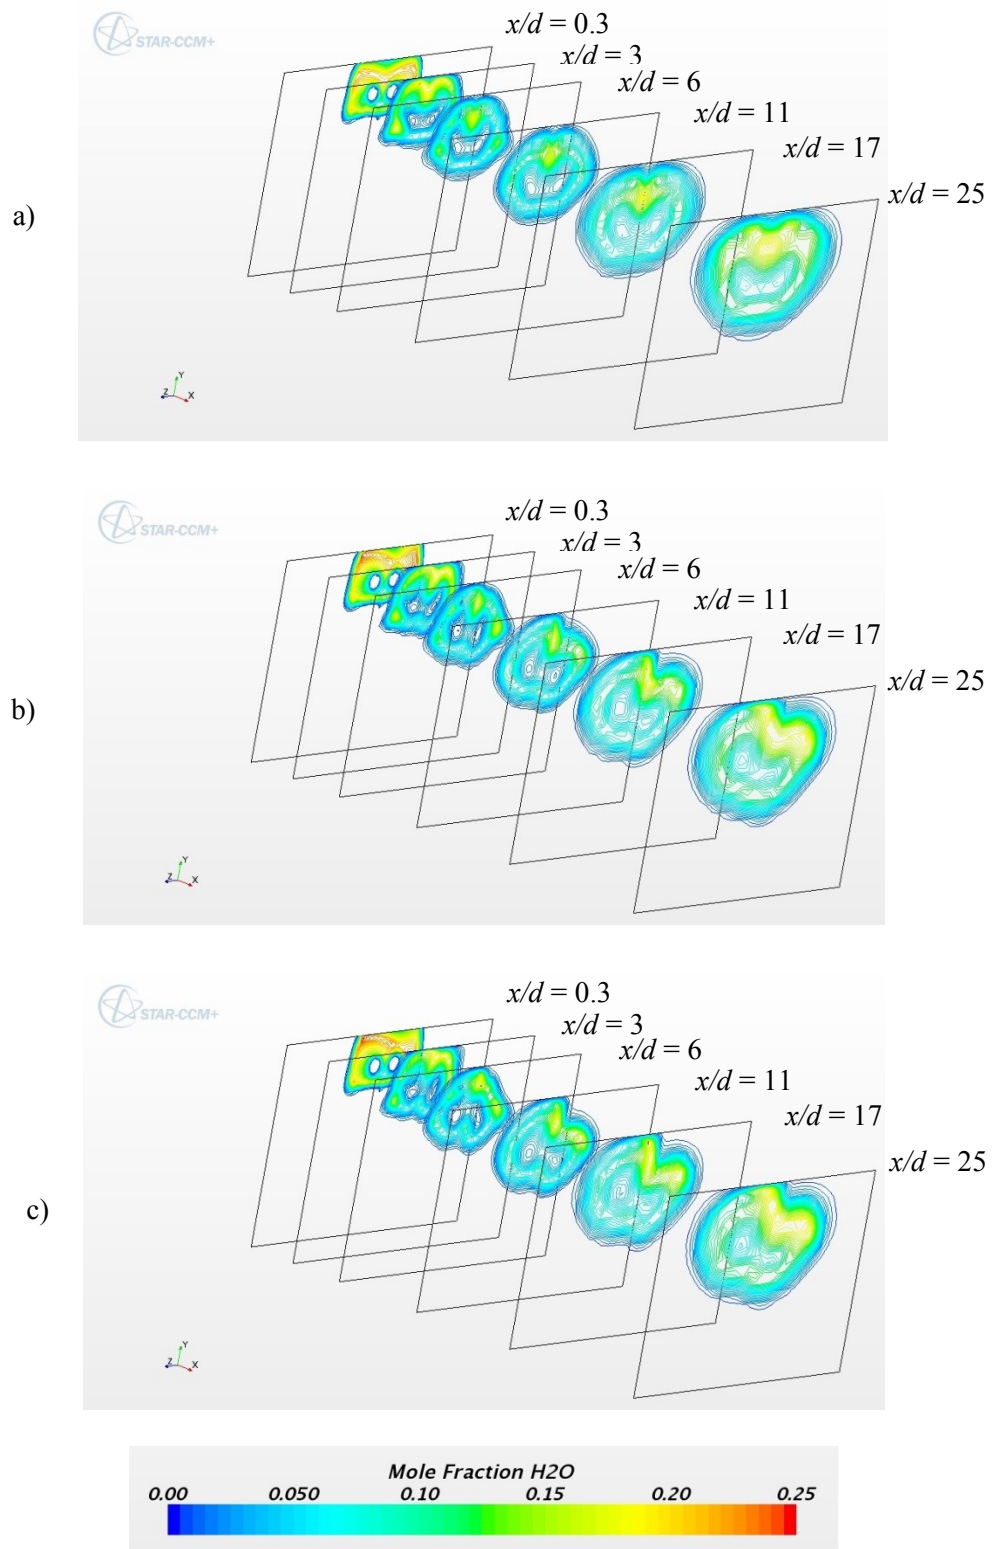 STAR-CCM+
x/d = 0.3
x/d = 3
x/d = 6
x/d = 11
x/d = 17
x/d = 25
a)
Y
Z
X
STAR-CCM+
x/d = 0.3
x/d = 3
x/d = 6
x/d = 11
x/d = 17
x/d = 25
b)
Y
Z
X
STAR-CCM+
x/d = 0.3
x/d = 3
x/d = 6
x/d = 11
x/d = 17
x/d = 25
c)
Y
Z
X
Mole Fraction H2O
0.00 0.050 0.10 0.15 0.20 0.25